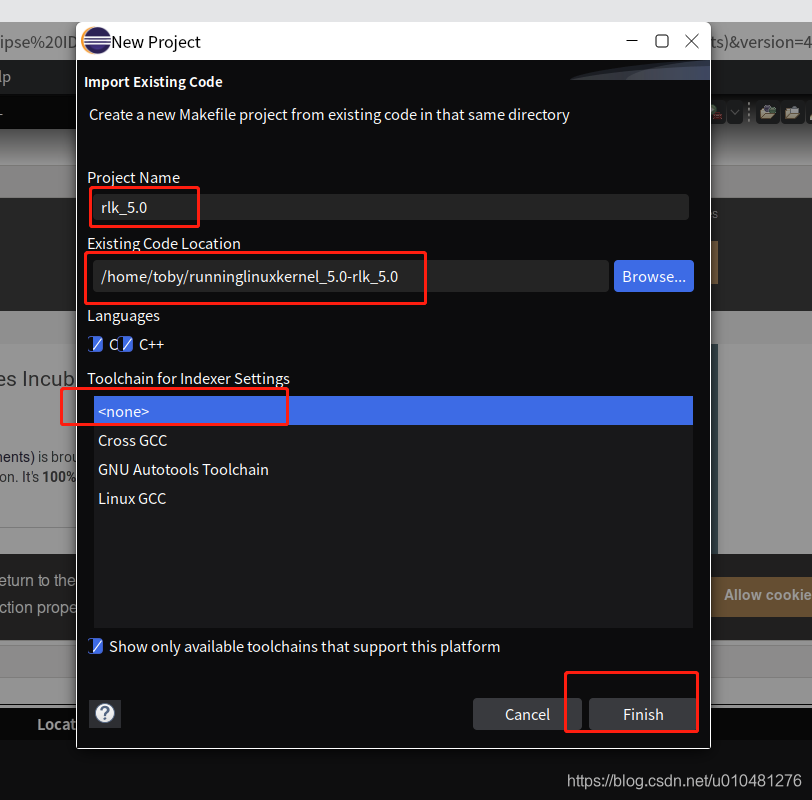 ipse%20ID
New Project
ts)&version=4
lp
Import Existing Code
Create a new Makefile project from existing code in that same directory
Project Name
rlk_5.0
Existing Code Location
/home/toby/runninglinuxkernel_5.0-rlk_5.0
Browse...
Languages
C
C++
es Incub
Toolchain for Indexer Settings
<none>
Cross GCC
ments) is brou
GNU Autotools Toolchain
on. It's 100%
Linux GCC
eturn to the
Allow cookie
ction prope
Show only available toolchains that support this platform
Locat
Cancel
Finish
https://blog.csdn.net/u010481276